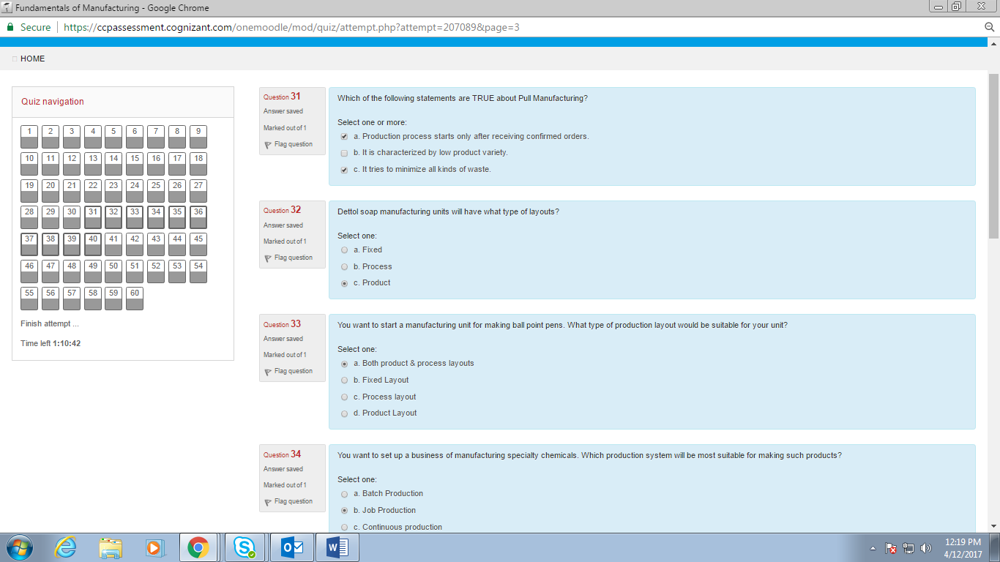 Fundamentals of Manufacturing - Google Chrome
Secure https://ccpassessment.cognizant.com/onemoodle/mod/quiz/attempt.php?attempt=207089&page=3
HOME
Quiz navigation
1 2 3 4 5 6 7 8 9
10 11 12 13 14 15 16 17 18
19 20 21 22 23 24 25 26 27
28 29 30 31 32 33 34 35 36
37 38 39 40 41 42 43 44 45
46 47 48 49 50 51 52 53 54
55 56 57 58 59 60
Finish attempt ...
Time left 1:10:42
Question 31
Answer saved
Marked out of 1
Flag question
Which of the following statements are TRUE about Pull Manufacturing?
Select one or more:
a. Production process starts only after receiving confirmed orders.
b. It is characterized by low product variety.
c. It tries to minimize all kinds of waste.
Question 32
Answer saved
Marked out of 1
Flag question
Dettol soap manufacturing units will have what type of layouts?
Select one:
a. Fixed
b. Process
c. Product
Question 33
Answer saved
Marked out of 1
Flag question
You want to start a manufacturing unit for making ball point pens. What type of production layout would be suitable for your unit?
Select one:
a. Both product & process layouts
b. Fixed Layout
c. Process layout
d. Product Layout
Question 34
Answer saved
Marked out of 1
Flag question
You want to set up a business of manufacturing specialty chemicals. Which production system will be most suitable for making such products?
Select one:
a. Batch Production
b. Job Production
c. Continuous production
12:19 PM
4/12/2017